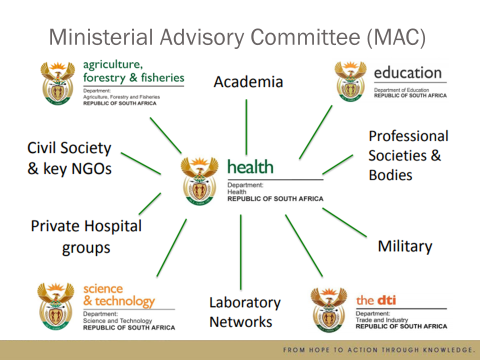 Ministerial Advisory Committee (MAC)
agriculture,
forestry & fisheries
Department:
Agriculture, Forestry and Fisheries
REPUBLIC OF SOUTH AFRICA
Academia
education
Department:
Department of Education
REPUBLIC OF SOUTH AFRICA
Civil Society
& key NGOs
health
Department:
Health
REPUBLIC OF SOUTH AFRICA
Professional
Societies &
Bodies
Private Hospital
groups
Military
science
& technology
Department:
Science and Technology
REPUBLIC OF SOUTH AFRICA
Laboratory
Networks
the dti
Department:
Trade and Industry
REPUBLIC OF SOUTH AFRICA
FROM HOPE TO ACTION THROUGH KNOWLEDGE.